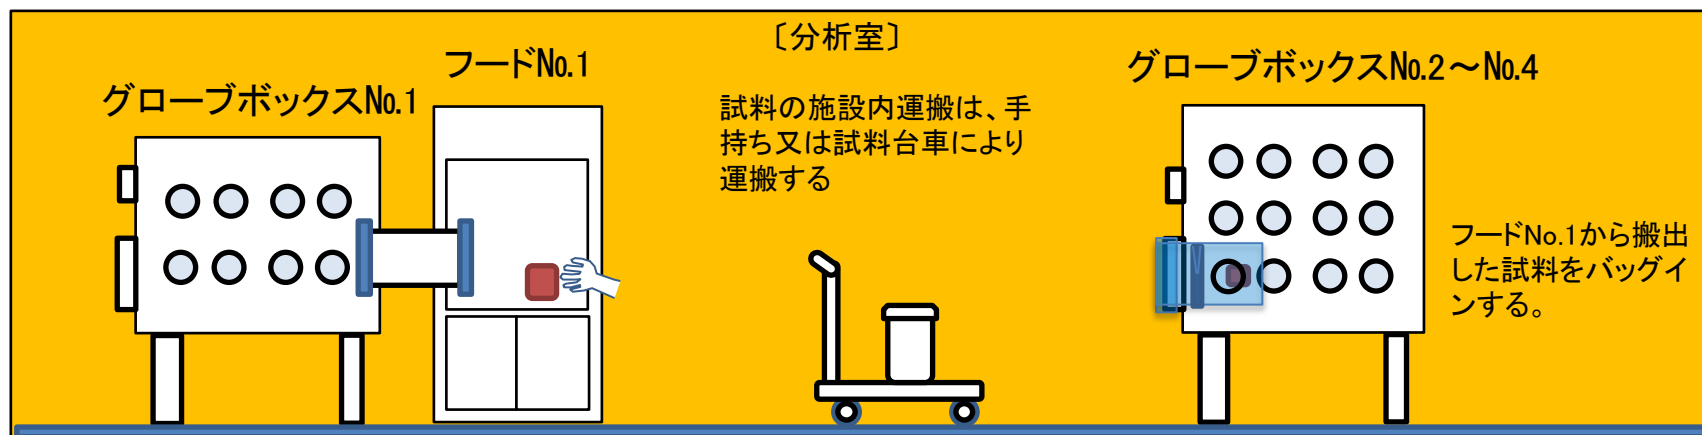 〔分析室〕
フード№1
グローブボックス№1
グローブボックス№2～№4
試料の施設内運搬は、手
持ち又は試料台車により
運搬する
フードNo.1から搬出
した試料をバッグイ
ンする。